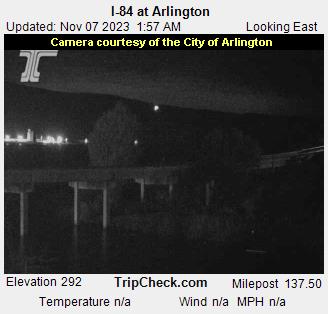 I-84 at Arlington
Updated: Nov 07 2023 1:57 AM Looking East
Camera courtesy of the City of Arlington
Elevation 292 TripCheck.com Milepost 137.50
Temperature n/a Wind n/a MPH n/a